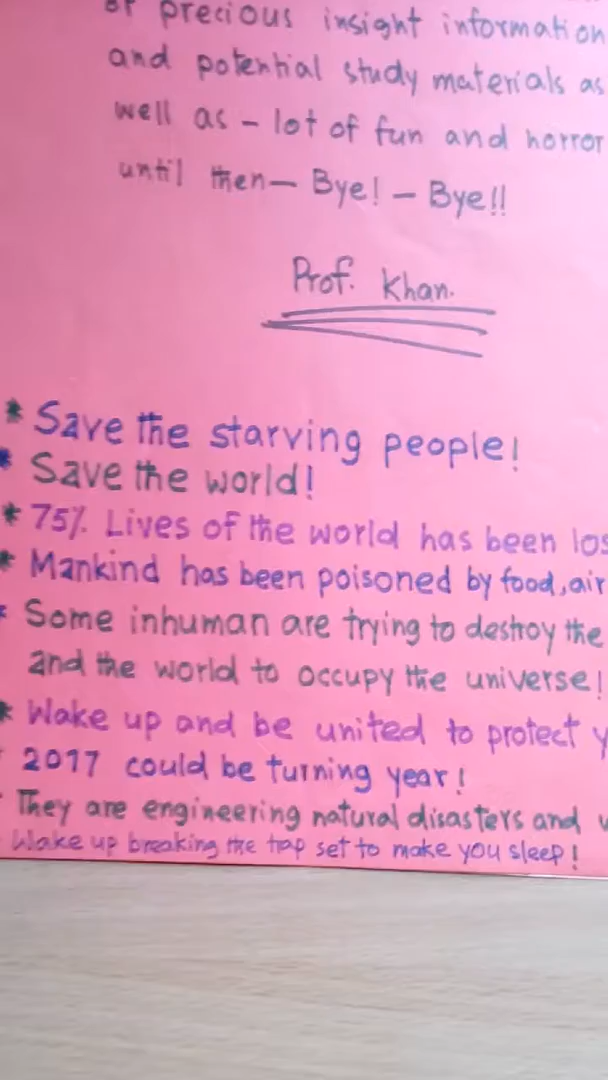 of precious insight information
and potential study materials as
well as - lot of fun and horror
until then— Bye! – Bye!!
Prof. Khan.
* Save the starving people!
* Save the world!
* 75% Lives of the world has been los
* Mankind has been poisoned by food, air
* Some inhuman are trying to destroy the
and the world to occupy the universe!
* Wake up and be united to protect y
* 2017 could be turning year!
* They are engineering natural disasters and
Wake up breaking the trap set to make you sleep!